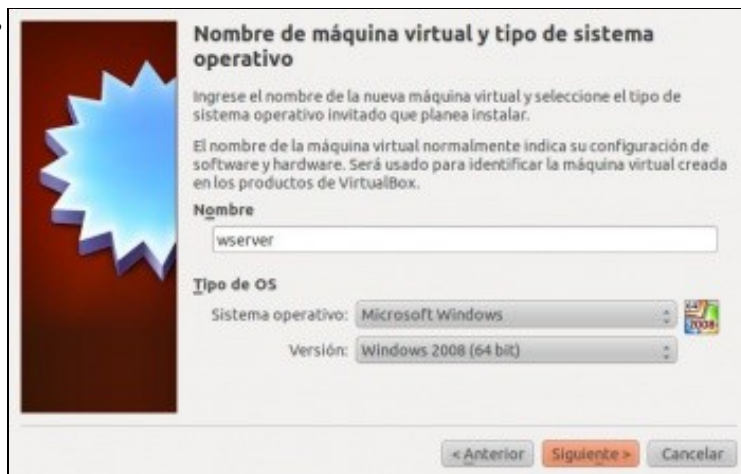 Nombre de máquina virtual y tipo de sistema
operativo
Ingrese el nombre de la nueva máquina virtual y seleccione el tipo de
sistema operativo invitado que planea instalar.
El nombre de la máquina virtual normalmente indica su configuración de
software y hardware. Será usado para identificar la máquina virtual creada
en los productos de VirtualBox.
Nombre
wserver
Tipo de OS
Sistema operativo: Microsoft Windows
64
2008
Versión: Windows 2008 (64 bit)
< Anterior Siguiente > Cancelar